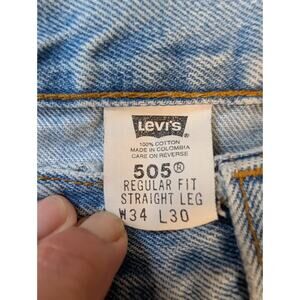 Levi's ®
100% COTTON
MADE IN COLOMBIA
CARE ON REVERSE
505®
REGULAR FIT
STRAIGHT LEG
W34 L30